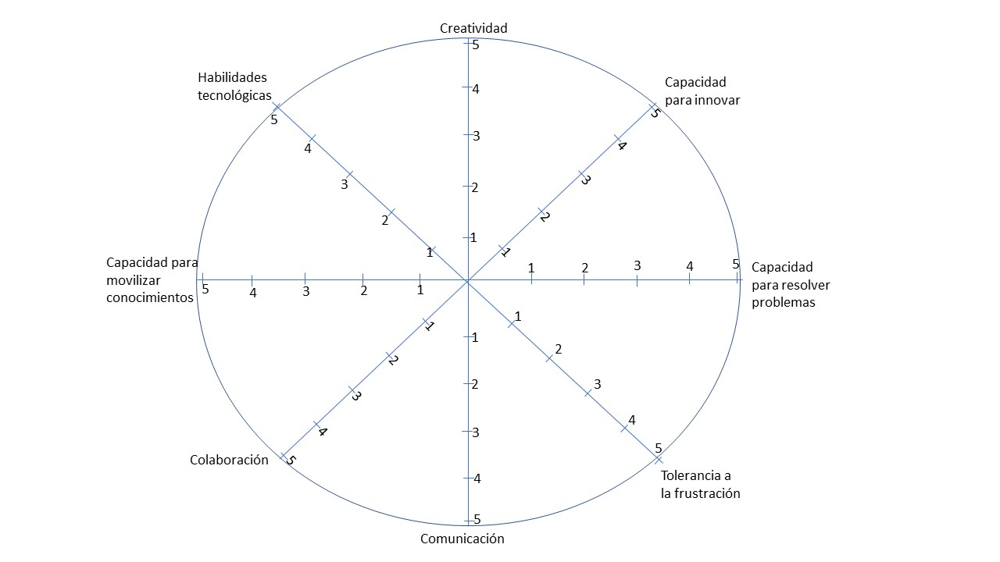 Creatividad
5
4
3
2
1
Capacidad
para innovar
5
4
3
2
1
Capacidad
para resolver
problemas
1
2
3
4
5
Tolerancia a
la frustración
1
2
3
4
5
Comunicación
1
2
3
4
5
Colaboración
1
2
3
4
5
Capacidad para
movilizar
conocimientos
5
4
3
2
1
Habilidades
tecnológicas
5
4
3
2
1